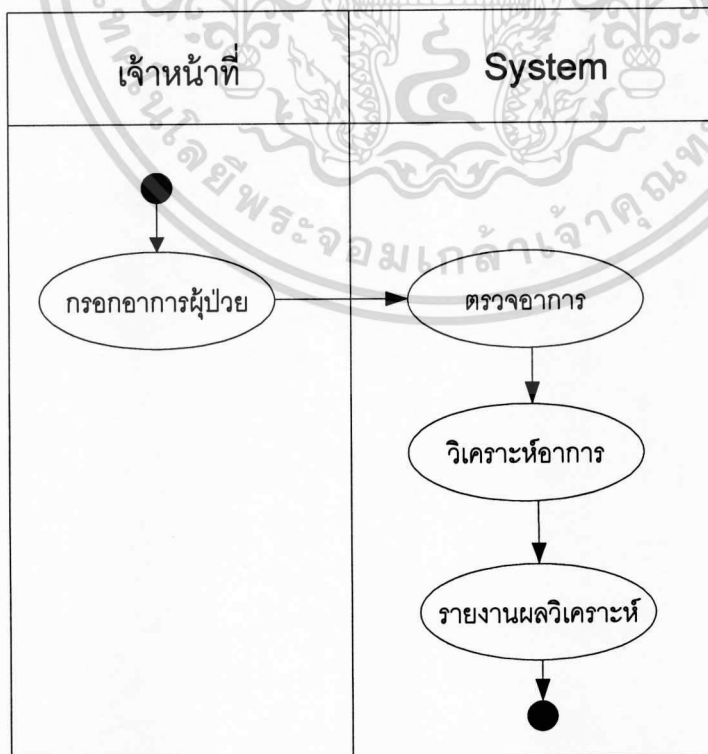 เจ้าหน้าที่
System
กรอกอาการผู้ป่วย
ตรวจอาการ
วิเคราะห์อาการ
รายงานผลวิเคราะห์